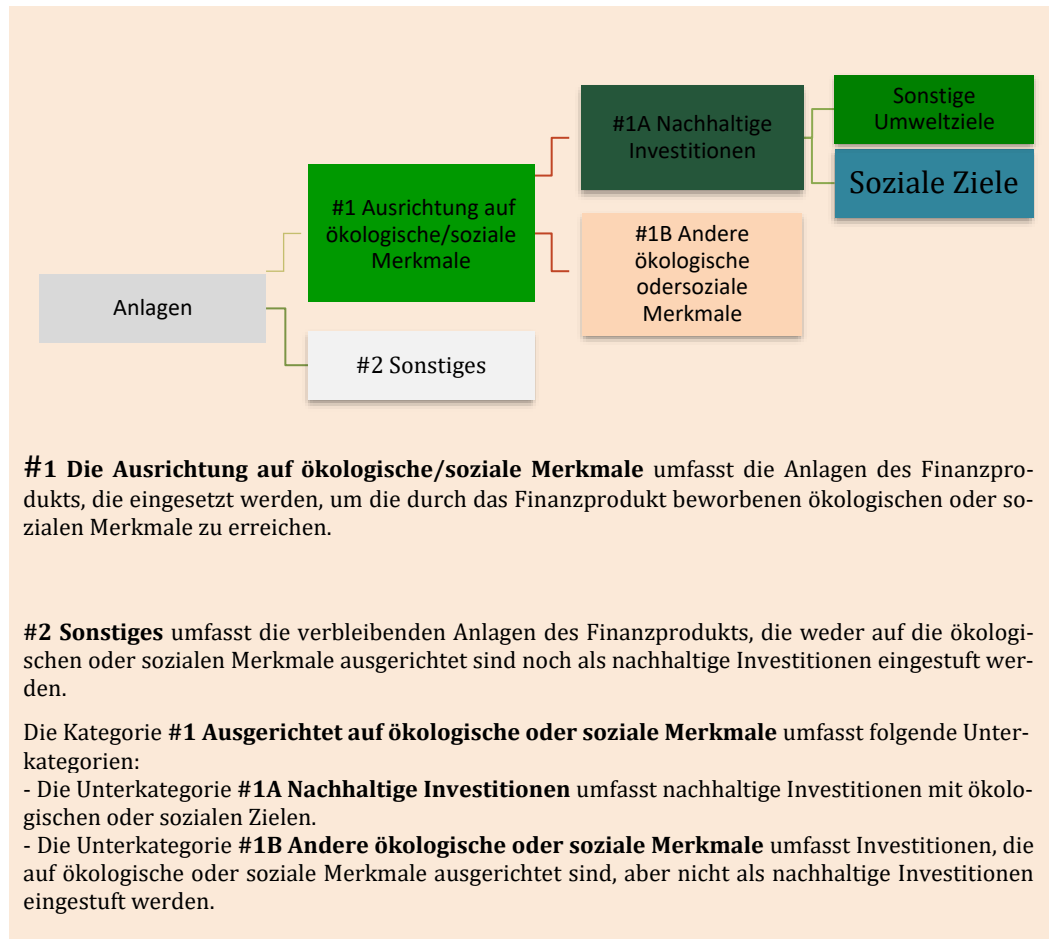 Sonstige
Umweltziele
#1A Nachhaltige
Investitionen
Soziale Ziele
#1 Ausrichtung auf
ökologische/soziale
Merkmale
#1B Andere
ökologische
odersoziale
Merkmale
Anlagen
#2 Sonstiges
#1 Die Ausrichtung auf ökologische/soziale Merkmale umfasst die Anlagen des Finanzpro-
dukts, die eingesetzt werden, um die durch das Finanzprodukt beworbenen ökologischen oder so-
zialen Merkmale zu erreichen.
#2 Sonstiges umfasst die verbleibenden Anlagen des Finanzprodukts, die weder auf die ökologi-
schen oder sozialen Merkmale ausgerichtet sind noch als nachhaltige Investitionen eingestuft wer-
den.
Die Kategorie #1 Ausgerichtet auf ökologische oder soziale Merkmale umfasst folgende Unter-
kategorien:
- Die Unterkategorie #1A Nachhaltige Investitionen umfasst nachhaltige Investitionen mit ökolo-
gischen oder sozialen Zielen.
- Die Unterkategorie #1B Andere ökologische oder soziale Merkmale umfasst Investitionen, die
auf ökologische oder soziale Merkmale ausgerichtet sind, aber nicht als nachhaltige Investitionen
eingestuft werden.